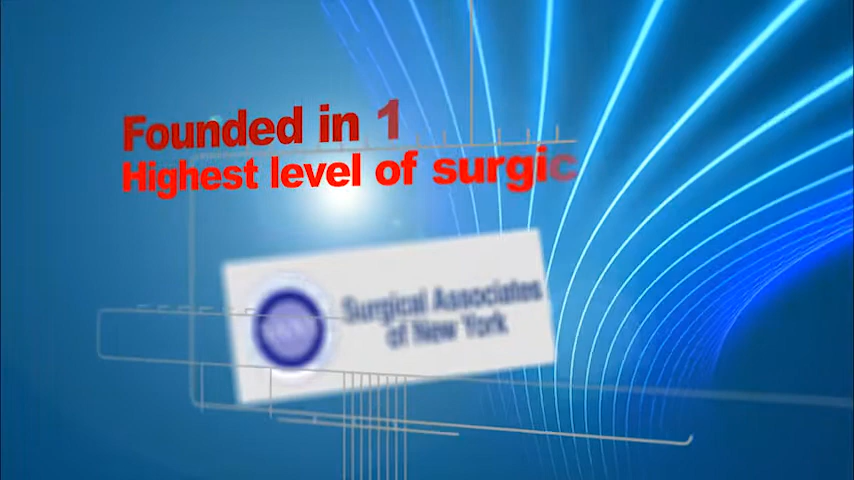 Founded in 1
Highest level of surgic
Surgical Associates
of New York